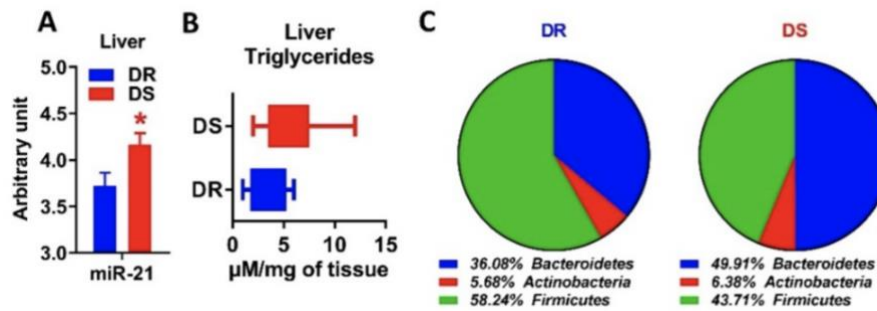 A
Liver
DR
DS
*
Arbitrary unit
5.0
4.5
4.0
3.5
3.0
miR-21
B
Liver
Triglycerides
DS
DR
0 5 10 15
µM/mg of tissue
C
DR
36.08% Bacteroidetes
5.68% Actinobacteria
58.24% Firmicutes
DS
49.91% Bacteroidetes
6.38% Actinobacteria
43.71% Firmicutes